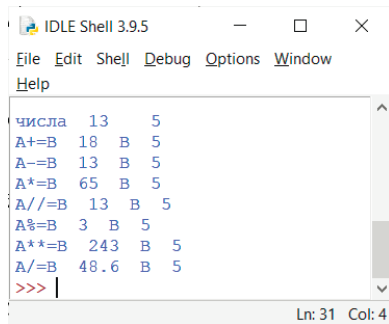 IDLE Shell 3.9.5
File Edit Shell Debug Options Window
Help
числа 13 5
A+=B 18 B 5
A-=B 13 B 5
A*=B 65 B 5
A//=B 13 B 5
A%=B 3 B 5
A**=B 243 B 5
A/=B 48.6 B 5
>>>
Ln: 31 Col: 4